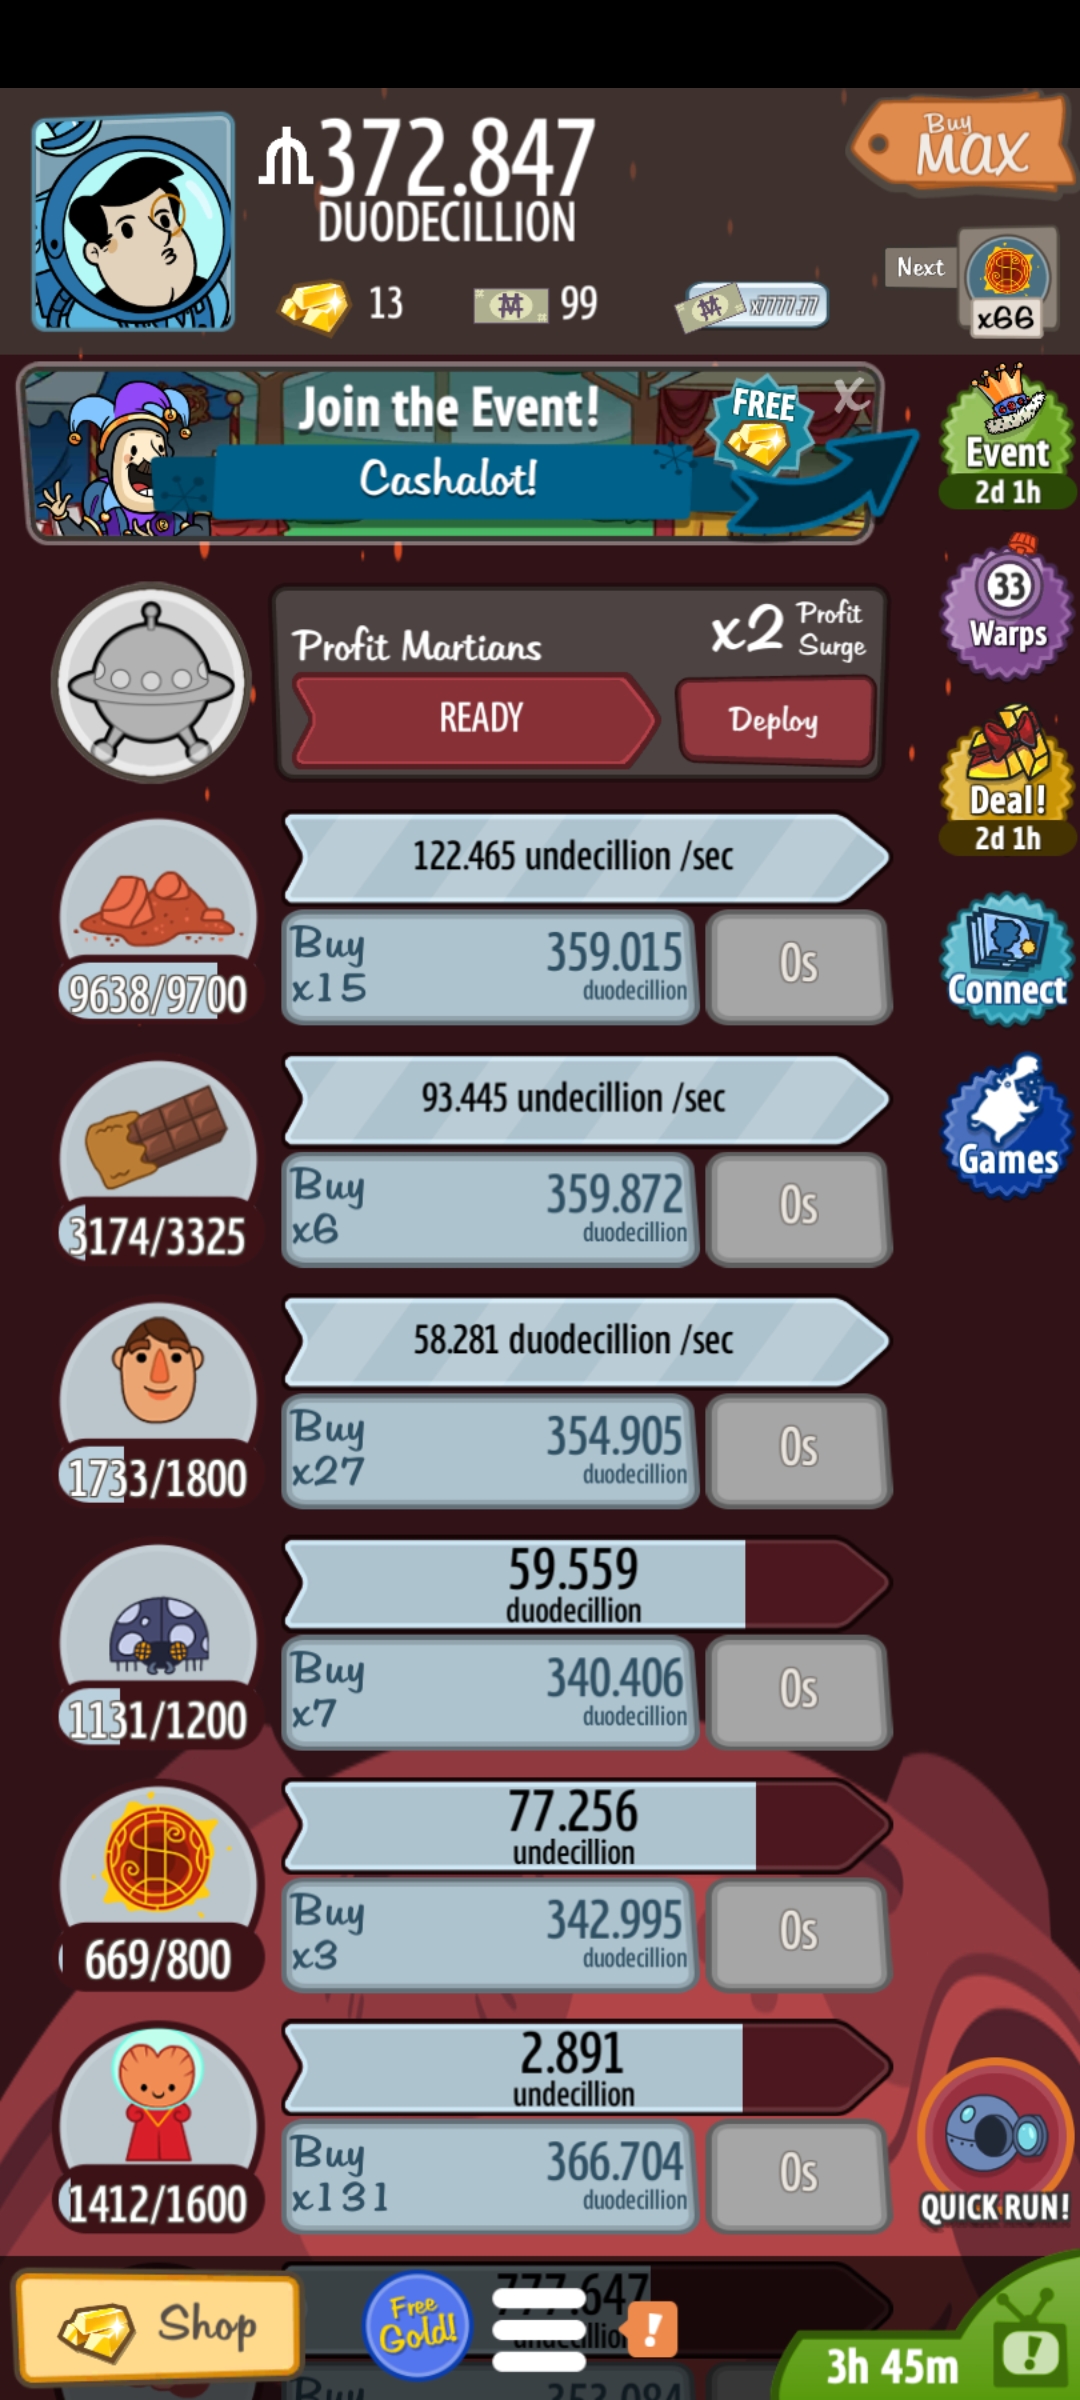 372.847
DUODECILLION
Buy
MAX
13
99
x7777.77
Next
x66
Join the Event!
FREE
X
Cashalot!
Event
2d 1h
33
Warps
Profit Martians
x2 Profit
Surge
READY
Deploy
Deal!
2d 1h
122.465 undecillion /sec
9638/9700
Buy
x15
359.015
duodecillion
0s
Connect
93.445 undecillion /sec
3174/3325
Buy
x6
359.872
duodecillion
0s
Games
58.281 duodecillion /sec
1733/1800
Buy
x27
354.905
duodecillion
0s
59.559
duodecillion
1131/1200
Buy
x7
340.406
duodecillion
0s
77.256
undecillion
669/800
Buy
x3
342.995
duodecillion
0s
2.891
undecillion
1412/1600
Buy
x131
366.704
duodecillion
0s
QUICK RUN!
777.647
Shop
Free
Gold!
!
3h 45m
!
Buy
353.084